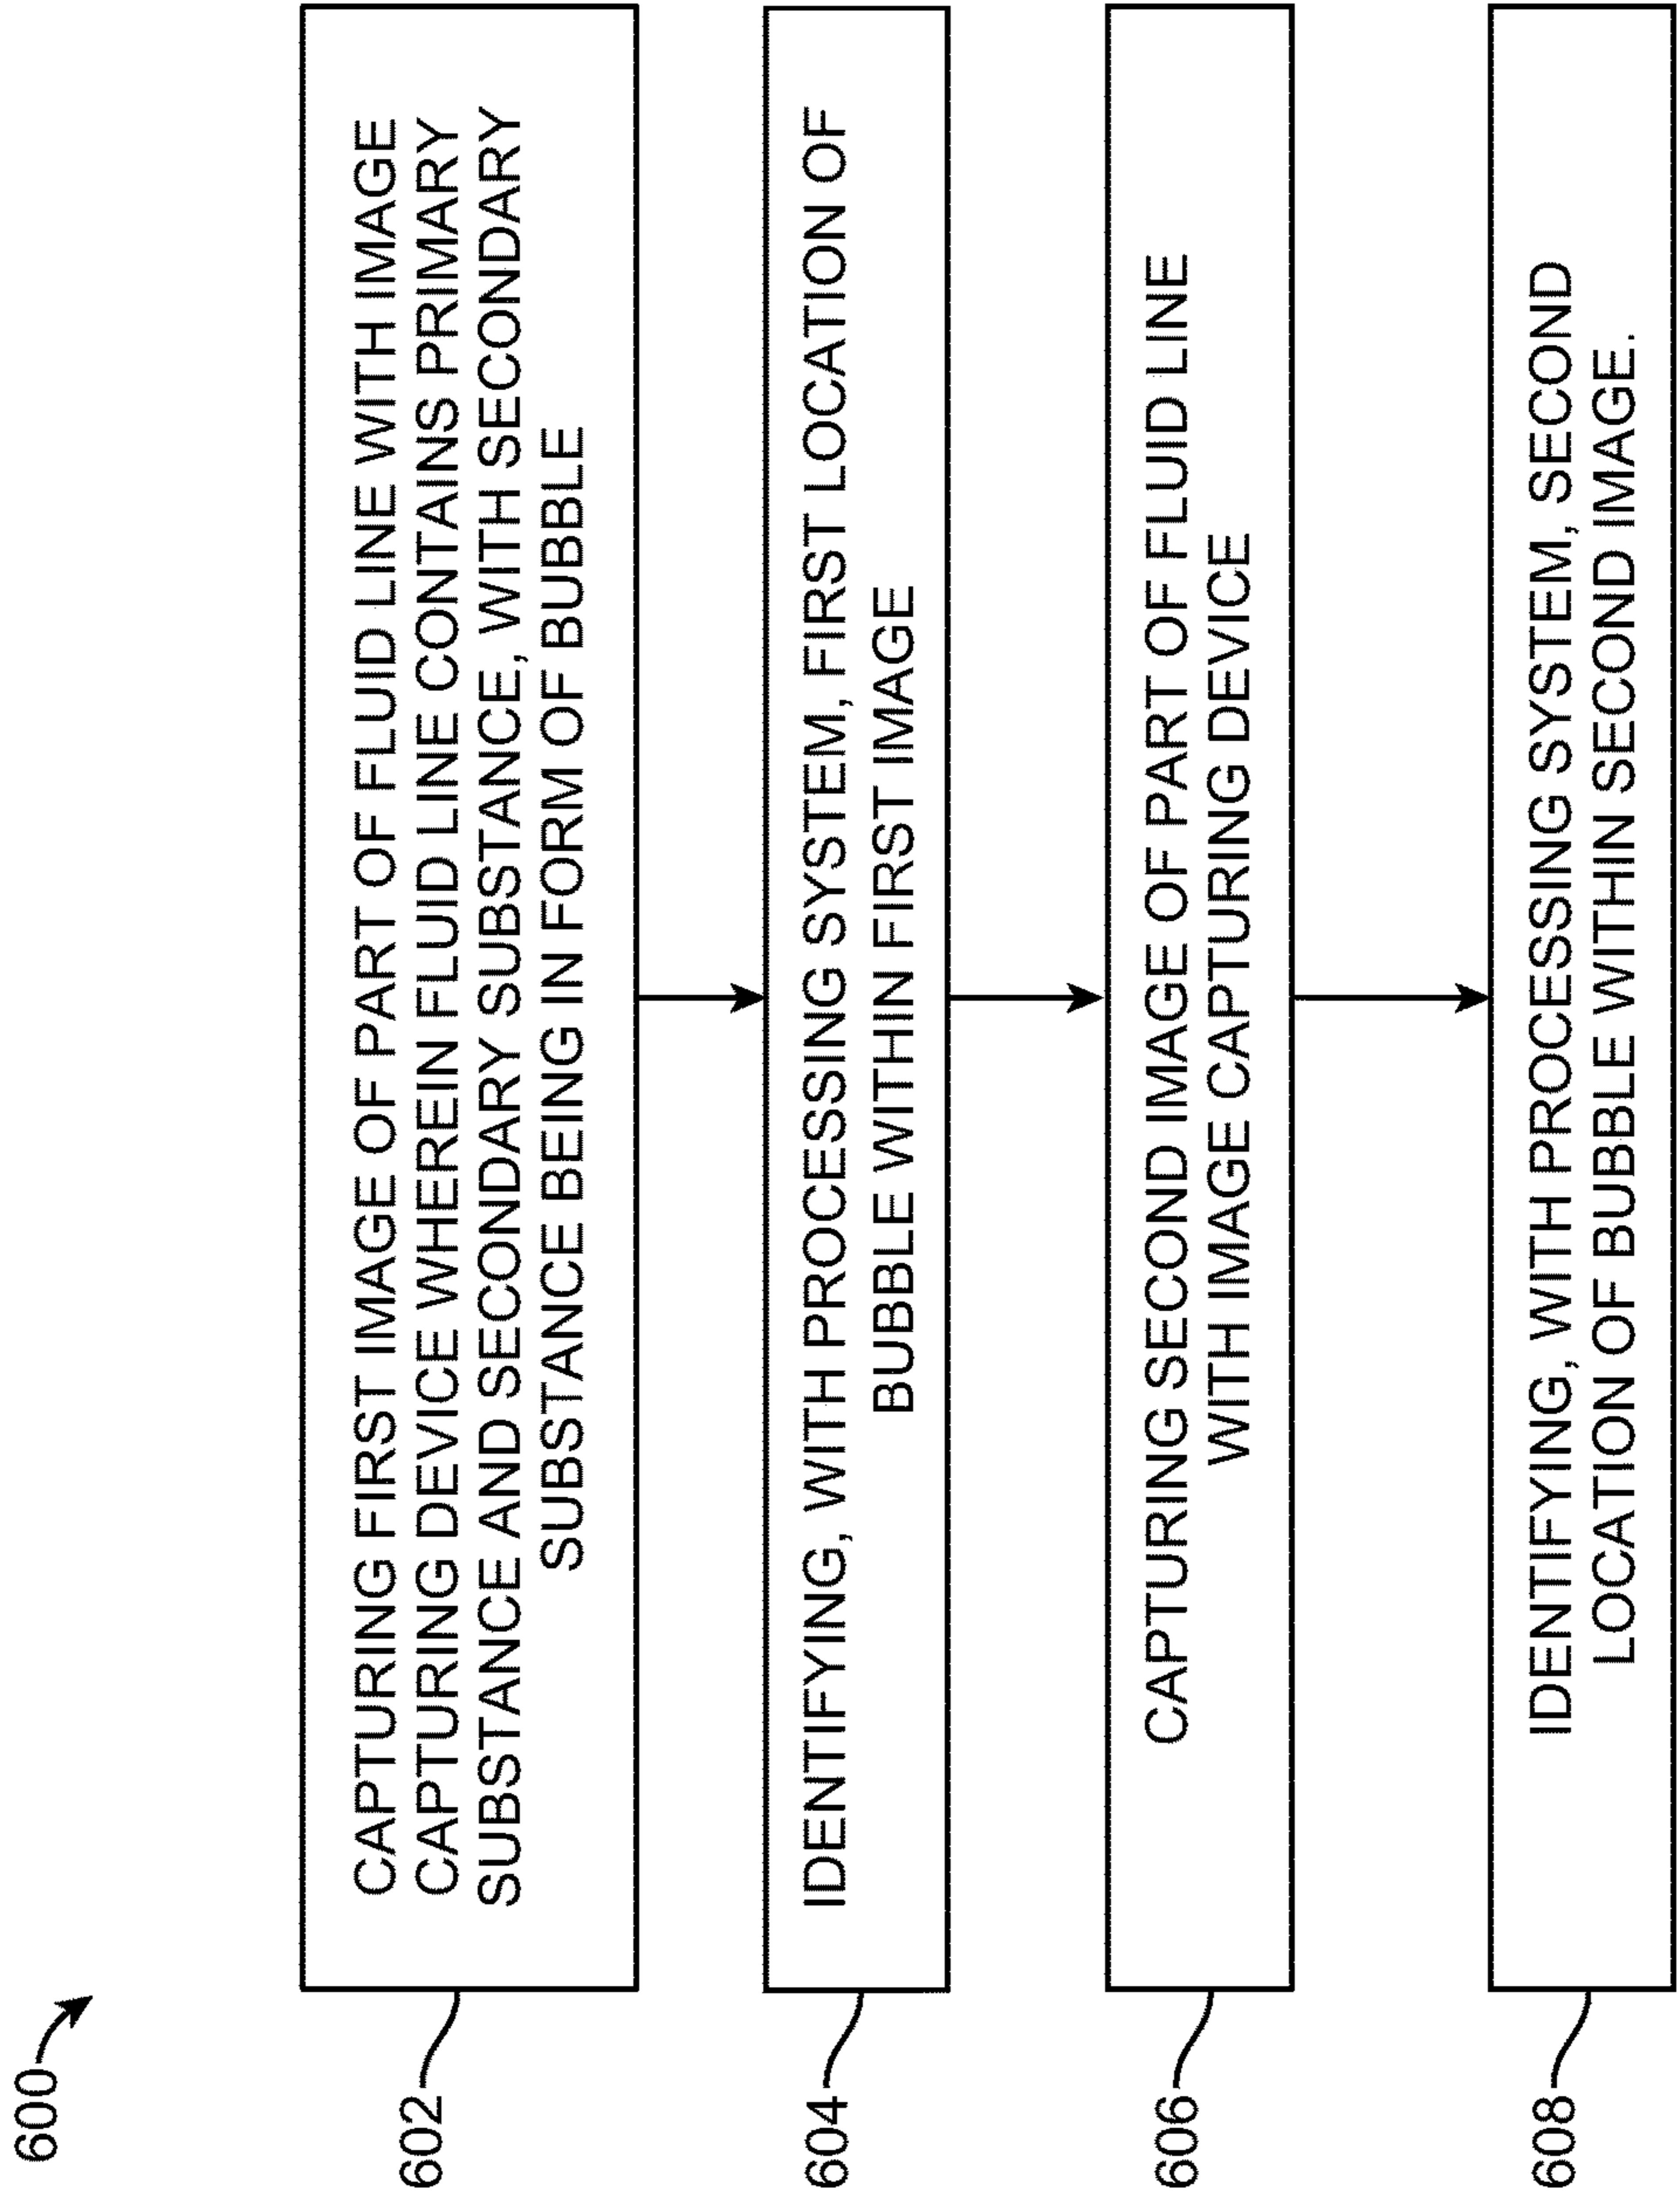 600
602
CAPTURING FIRST IMAGE OF PART OF FLUID LINE WITH IMAGE
CAPTURING DEVICE WHEREIN FLUID LINE CONTAINS PRIMARY
SUBSTANCE AND SECONDARY SUBSTANCE, WITH SECONDARY
SUBSTANCE BEING IN FORM OF BUBBLE
604
IDENTIFYING, WITH PROCESSING SYSTEM, FIRST LOCATION OF
BUBBLE WITHIN FIRST IMAGE
606
CAPTURING SECOND IMAGE OF PART OF FLUID LINE
WITH IMAGE CAPTURING DEVICE
608
IDENTIFYING, WITH PROCESSING SYSTEM, SECOND
LOCATION OF BUBBLE WITHIN SECOND IMAGE.